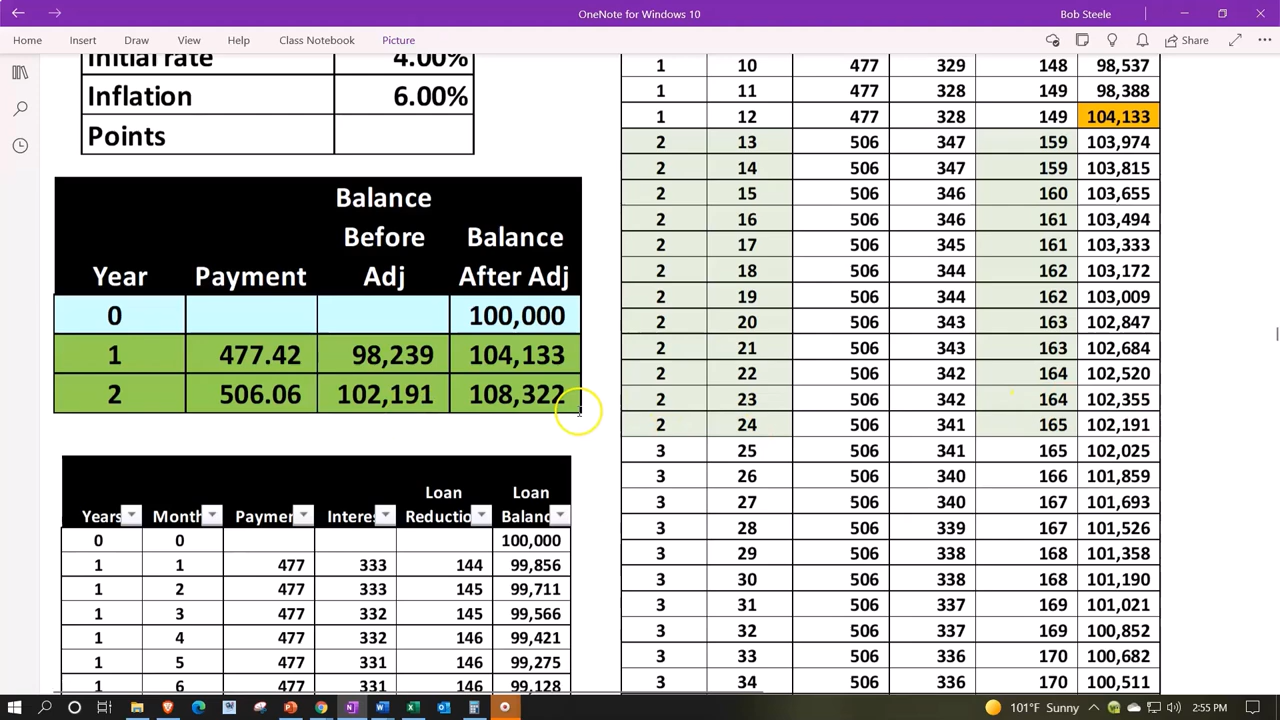 OneNote for Windows 10
Bob Steele
Home Insert Draw View Help Class Notebook Picture
Share
Initial rate 4.00%
Inflation 6.00%
Points
Year Payment Balance Before Adj Balance After Adj
0 100,000
1 477.42 98,239 104,133
2 506.06 102,191 108,322
Years Month Paymen Interes Loan Reductio Loan Balanc
0 0 100,000
1 1 477 333 144 99,856
1 2 477 333 145 99,711
1 3 477 332 145 99,566
1 4 477 332 146 99,421
1 5 477 331 146 99,275
1 6 477 331 146 99,128
1 10 477 329 148 98,537
1 11 477 328 149 98,388
1 12 477 328 149 104,133
2 13 506 347 159 103,974
2 14 506 347 159 103,815
2 15 506 346 160 103,655
2 16 506 346 161 103,494
2 17 506 345 161 103,333
2 18 506 344 162 103,172
2 19 506 344 162 103,009
2 20 506 343 163 102,847
2 21 506 343 163 102,684
2 22 506 342 164 102,520
2 23 506 342 164 102,355
2 24 506 341 165 102,191
3 25 506 341 165 102,025
3 26 506 340 166 101,859
3 27 506 340 167 101,693
3 28 506 339 167 101,526
3 29 506 338 168 101,358
3 30 506 338 168 101,190
3 31 506 337 169 101,021
3 32 506 337 169 100,852
3 33 506 336 170 100,682
3 34 506 336 170 100,511
101°F Sunny
2:55 PM